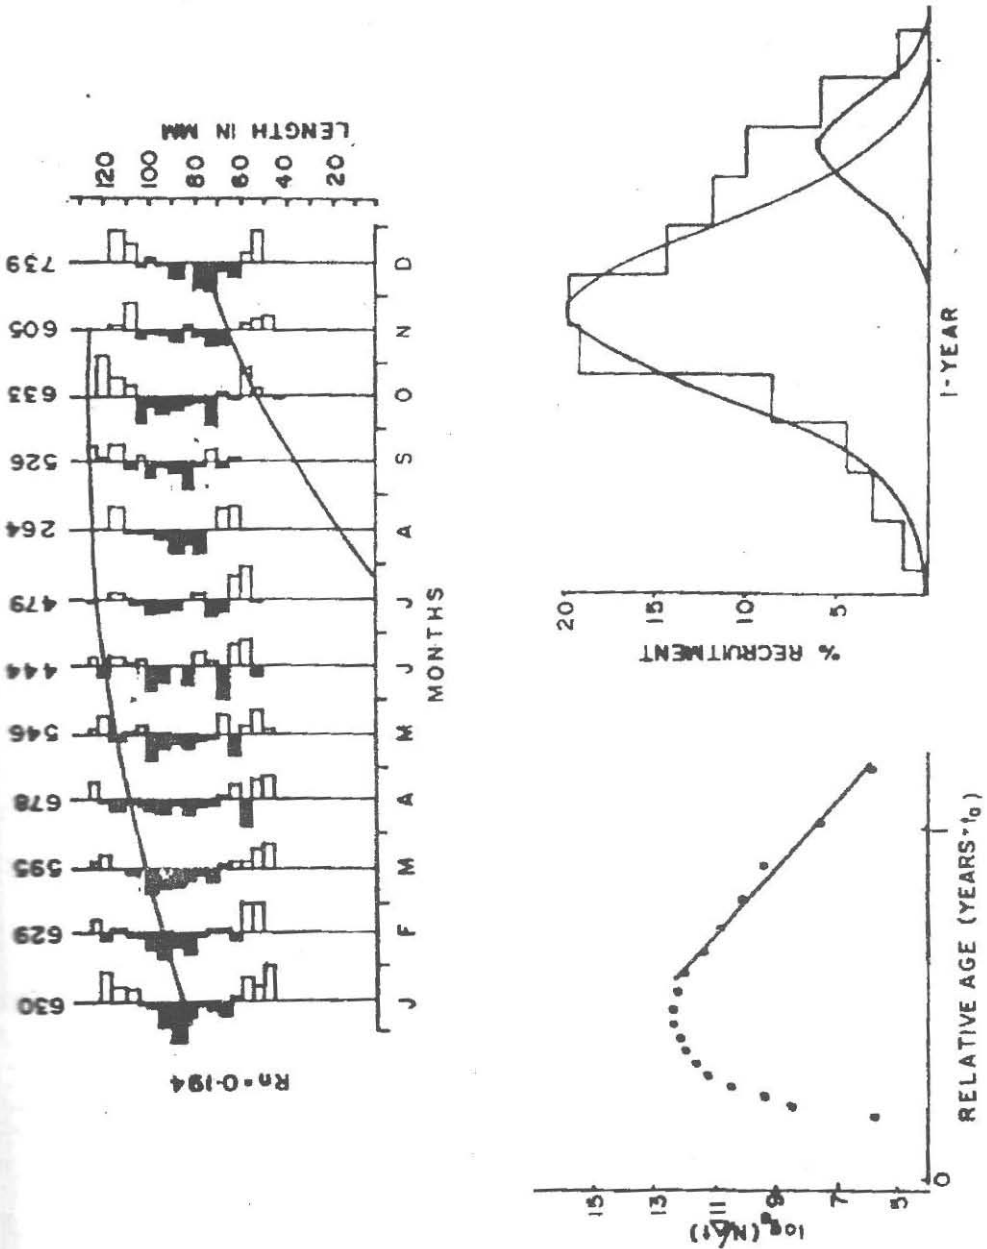 Rn=0·194
630 629 595 678 546 444 479 264 526 633 605 739
LENGTH IN MM
120
100
80
60
40
20
J F M A M J J A S O N D
MONTHS
logₑ(N/Δt)
15
13
11
9
7
5
0 1
RELATIVE AGE (YEARS-t₀)
% RECRUITMENT
20
15
10
5
1-YEAR